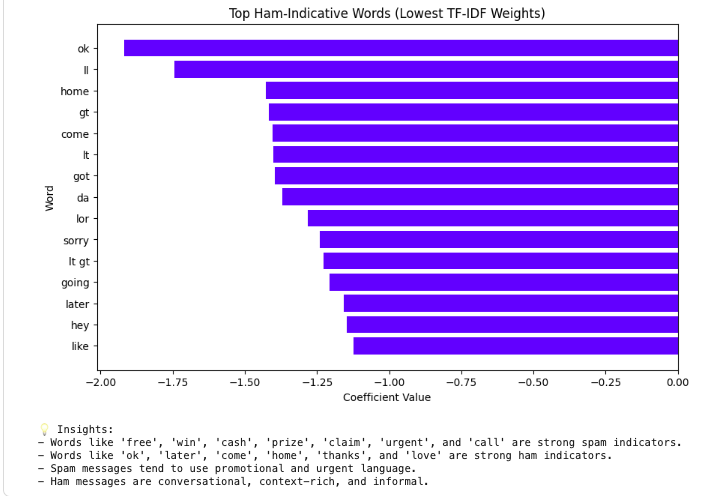 Top Ham-Indicative Words (Lowest TF-IDF Weights)
ok
ll
home
gt
come
lt
got
da
lor
sorry
lt gt
going
later
hey
like
Word
−2.00 −1.75 −1.50 −1.25 −1.00 −0.75 −0.50 −0.25 0.00
Coefficient Value
💡 Insights:
- Words like 'free', 'win', 'cash', 'prize', 'claim', 'urgent', and 'call' are strong spam indicators.
- Words like 'ok', 'later', 'come', 'home', 'thanks', and 'love' are strong ham indicators.
- Spam messages tend to use promotional and urgent language.
- Ham messages are conversational, context-rich, and informal.